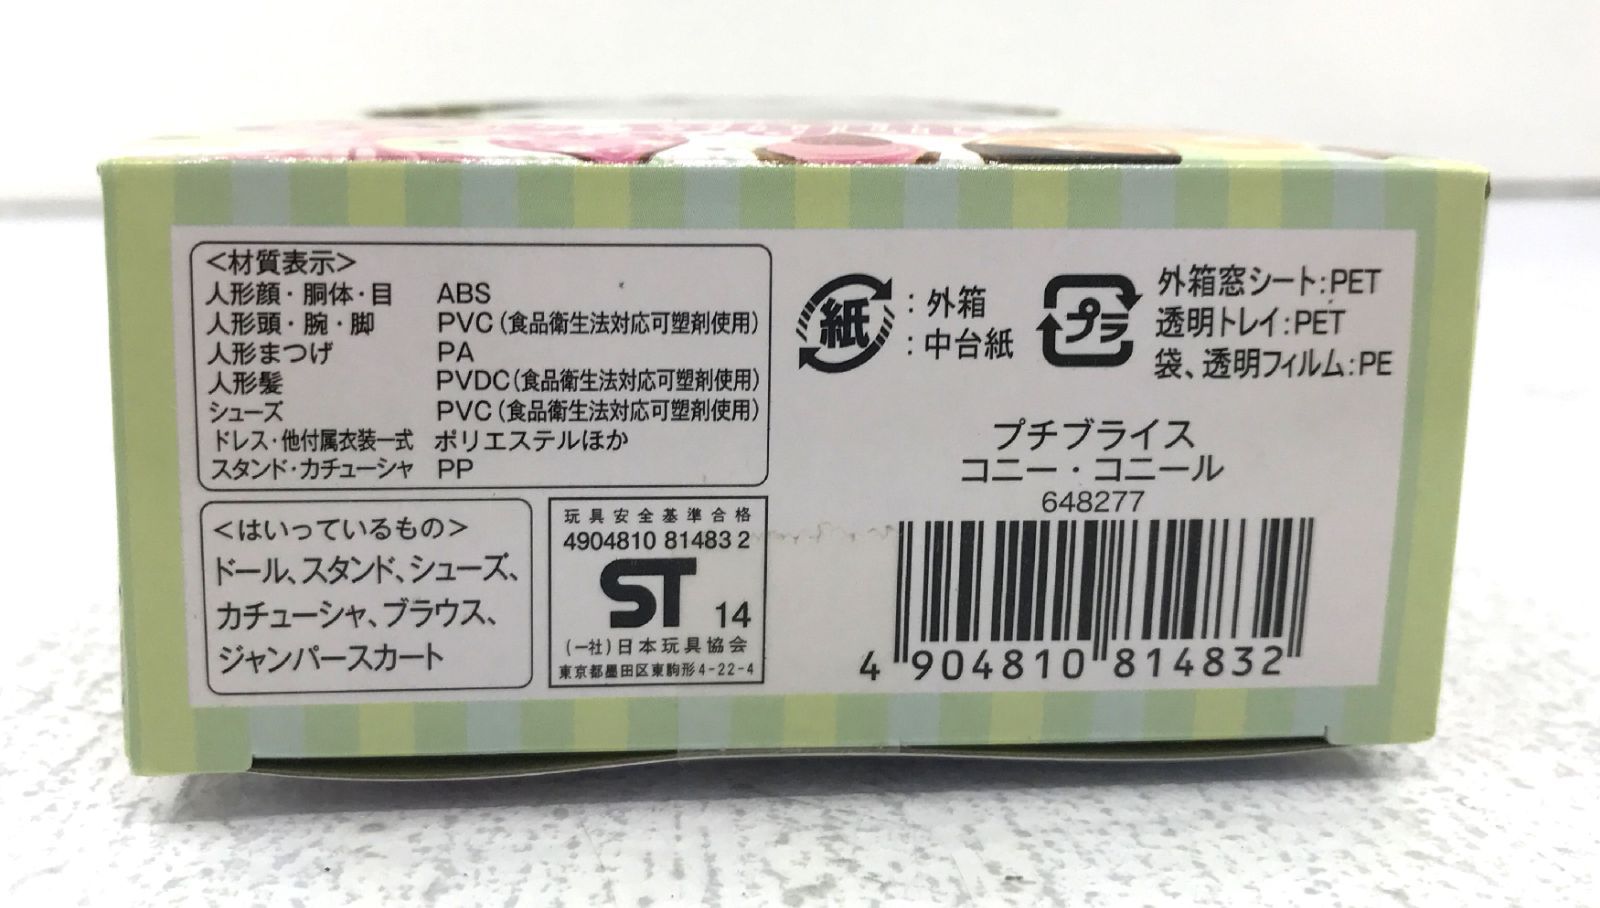 <材質表示>
人形顔・胴体・目 ABS
人形頭・腕・脚 PVC(食品衛生法対応可塑剤使用)
人形まつげ PA
人形髪 PVDC(食品衛生法対応可塑剤使用)
シューズ PVC(食品衛生法対応可塑剤使用)
ドレス・他付属衣装一式 ポリエステルほか
スタンド・カチューシャ PP
<はいっているもの>
ドール、スタンド、シューズ、
カチューシャ、ブラウス、
ジャンパースカート
玩具安全基準合格
4904810 81483 2
ST 14
(一社)日本玩具協会
東京都墨田区東駒形4-22-4
紙
:外箱
:中台紙
プラ
外箱窓シート:PET
透明トレイ:PET
袋、透明フィルム:PE
プチブライス
コニー・コニール
648277
4 904810 814832